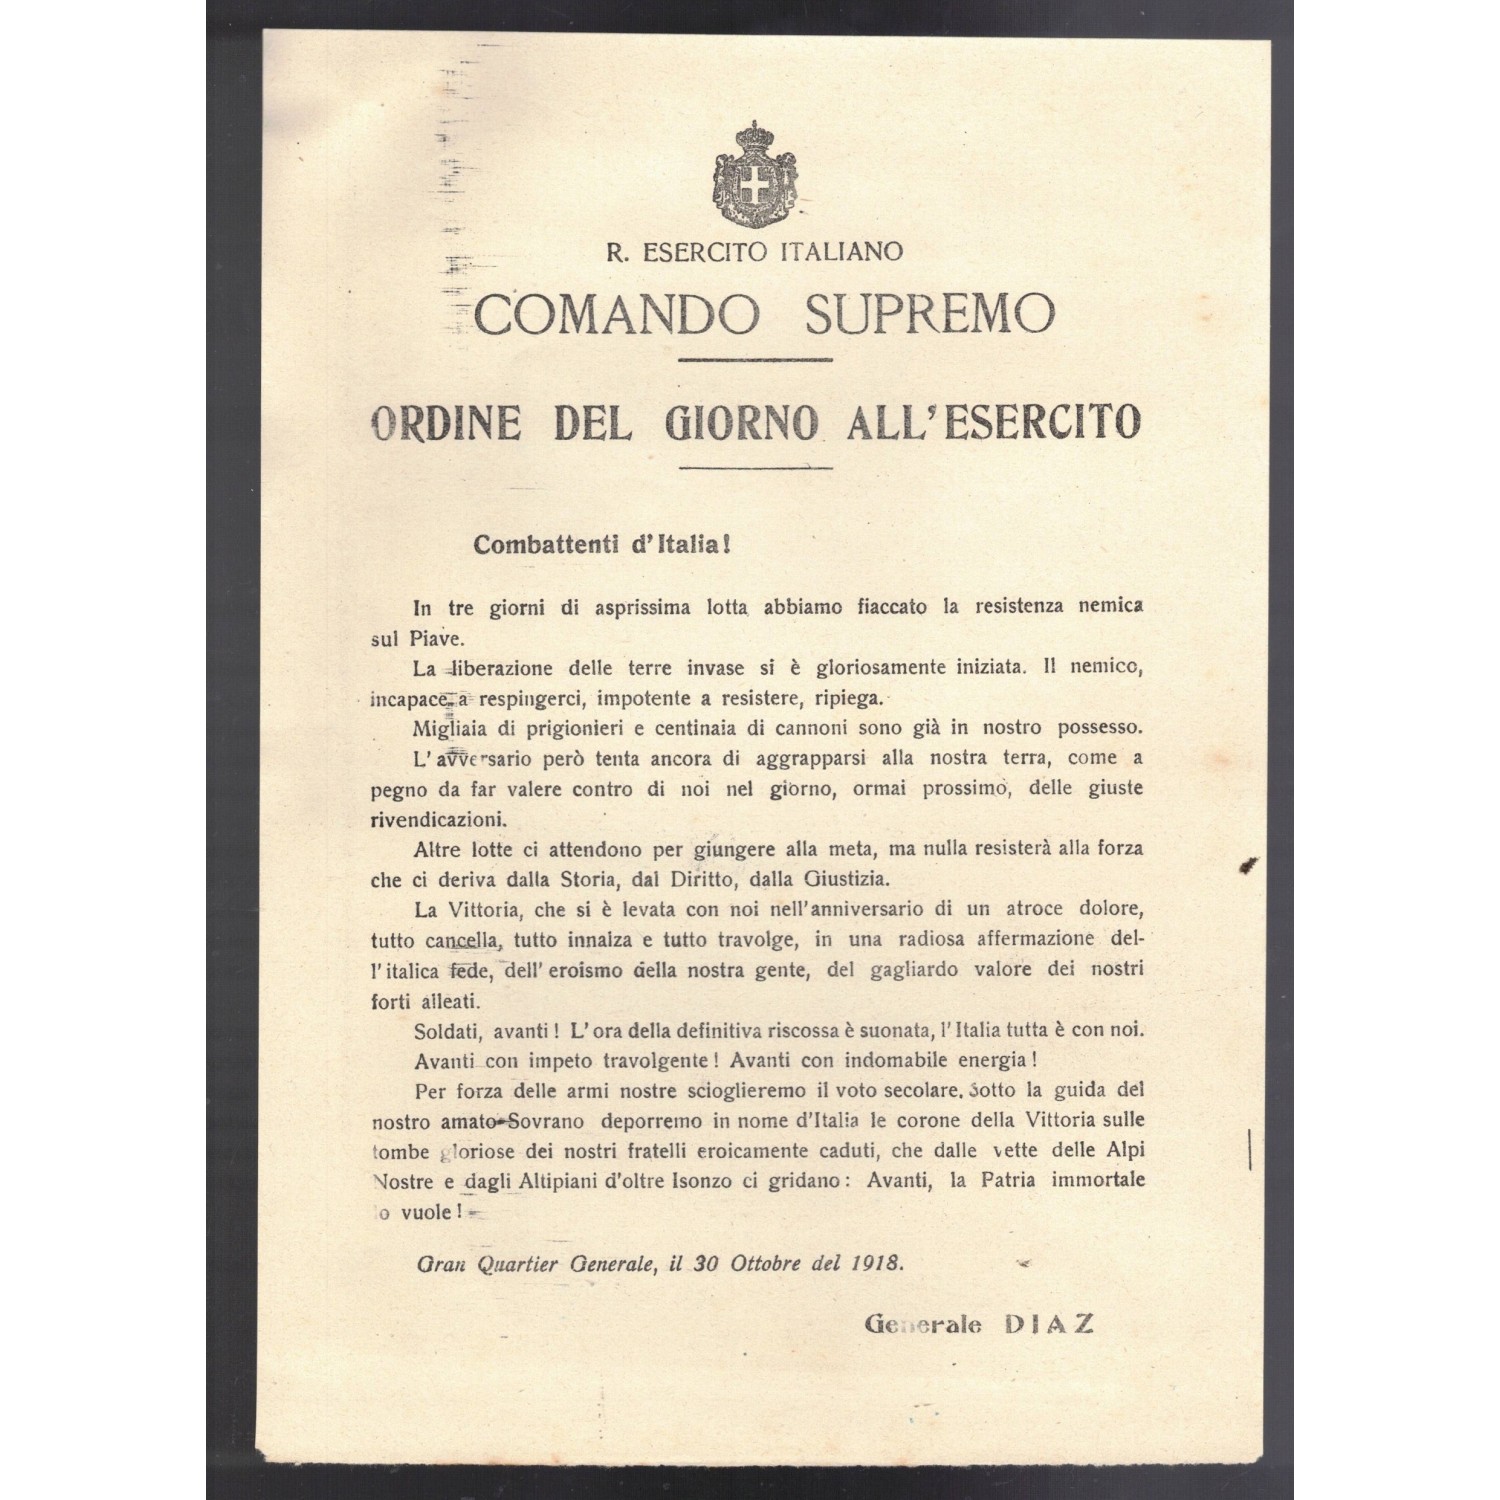 R. ESERCITO ITALIANO
COMANDO SUPREMO
ORDINE DEL GIORNO ALL'ESERCITO
Combattenti d'Italia!
In tre giorni di asprissima lotta abbiamo fiaccato la resistenza nemica
sul Piave.
La liberazione delle terre invase si è gloriosamente iniziata. Il nemico,
incapace a respingerci, impotente a resistere, ripiega.
Migliaia di prigionieri e centinaia di cannoni sono già in nostro possesso.
L'avversario però tenta ancora di aggrapparsi alla nostra terra, come a
pegno da far valere contro di noi nel giorno, ormai prossimo, delle giuste
rivendicazioni.
Altre lotte ci attendono per giungere alla meta, ma nulla resisterà alla forza
che ci deriva dalla Storia, dal Diritto, dalla Giustizia.
La Vittoria, che si è levata con noi nell'anniversario di un atroce dolore,
tutto cancella, tutto innalza e tutto travolge, in una radiosa affermazione del-
l'italica fede, dell'eroismo della nostra gente, del gagliardo valore dei nostri
forti alleati.
Soldati, avanti! L'ora della definitiva riscossa è suonata, l'Italia tutta è con noi.
Avanti con impeto travolgente! Avanti con indomabile energia!
Per forza delle armi nostre scioglieremo il voto secolare. Sotto la guida del
nostro amato Sovrano deporremo in nome d'Italia le corone della Vittoria sulle
tombe gloriose dei nostri fratelli eroicamente caduti, che dalle vette delle Alpi
Nostre e dagli Altipiani d'oltre Isonzo ci gridano: Avanti, la Patria immortale
lo vuole!
Gran Quartier Generale, il 30 Ottobre del 1918.
Generale DIAZ